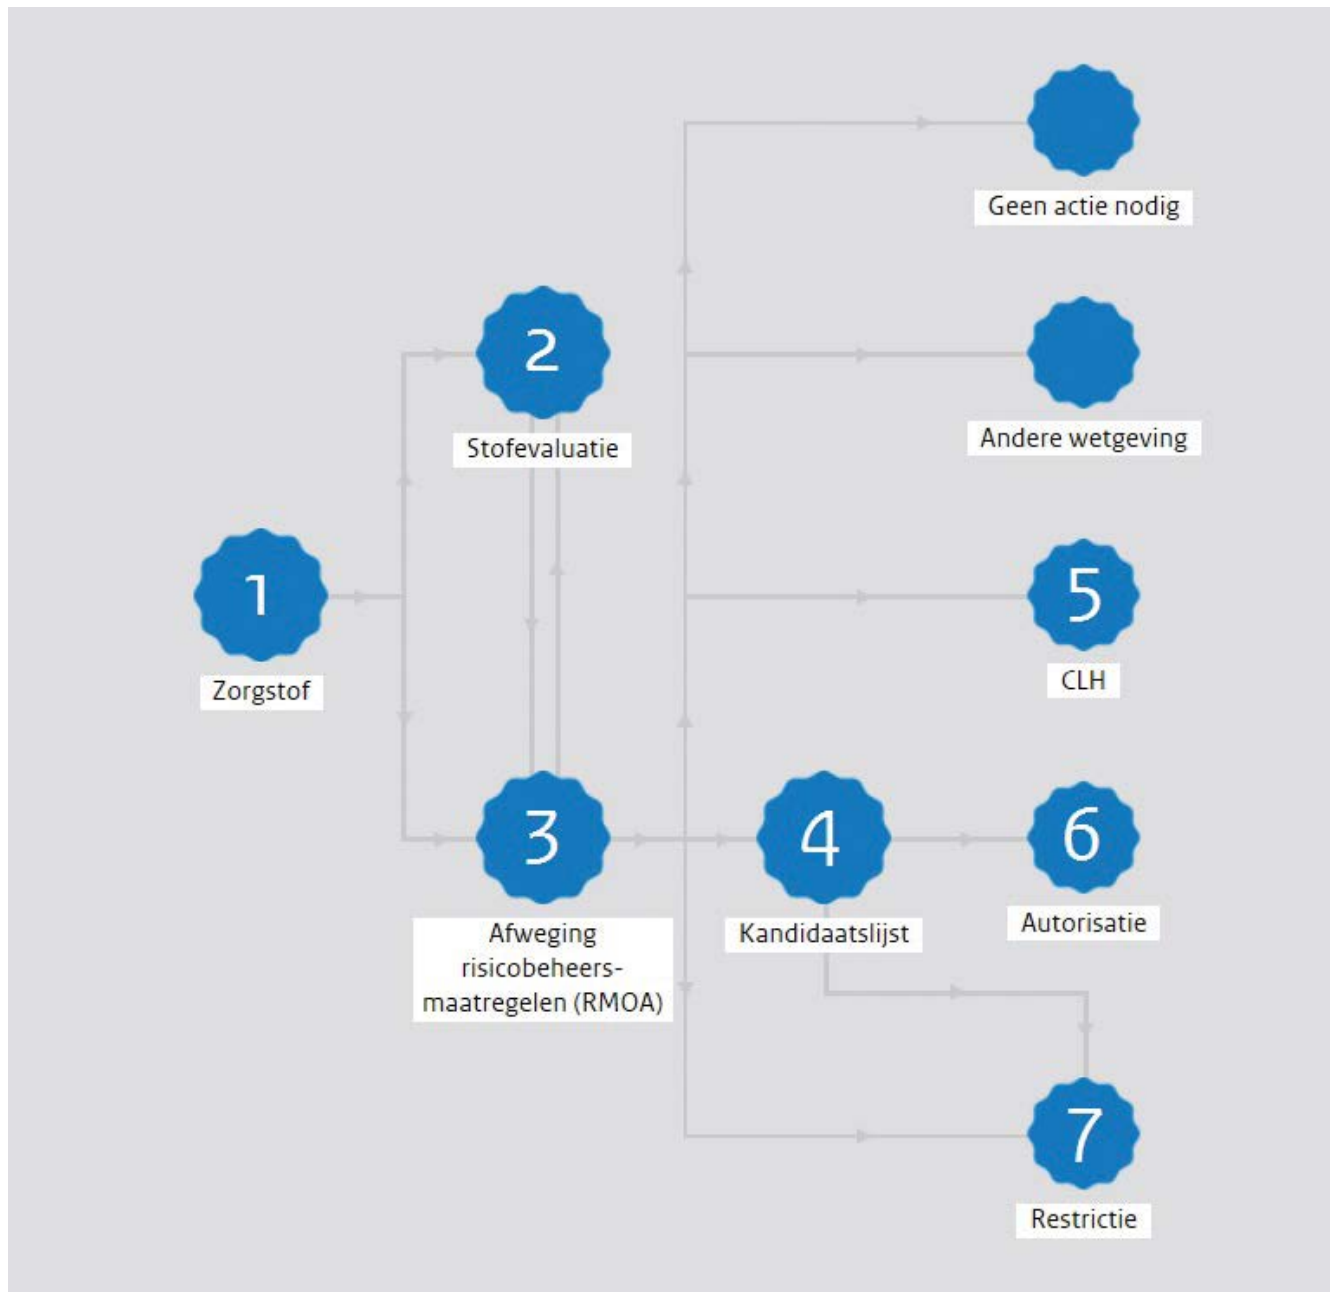 Geen actie nodig
2
Stofevaluatie
Andere wetgeving
1
Zorgstof
5
CLH
3
Afweging
risicobeheers-
maatregelen (RMOA)
4
Kandidaatslijst
6
Autorisatie
7
Restrictie